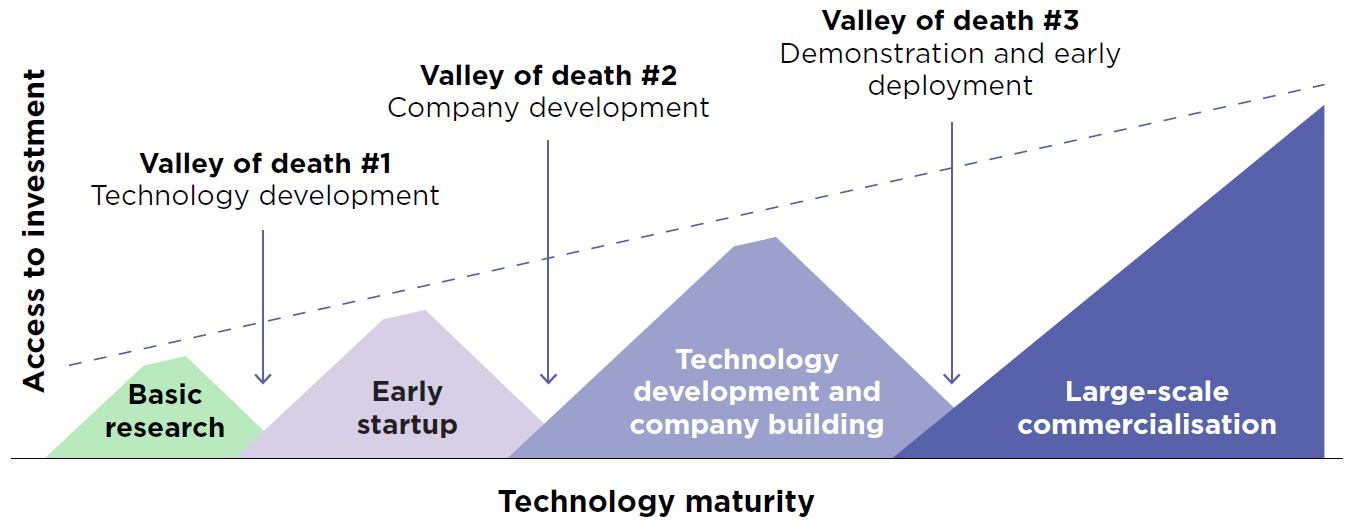 Valley of death #3
Demonstration and early
deployment
Valley of death #2
Company development
Valley of death #1
Technology development
Access to investment
Basic
research
Early
startup
Technology
development and
company building
Large-scale
commercialisation
Technology maturity